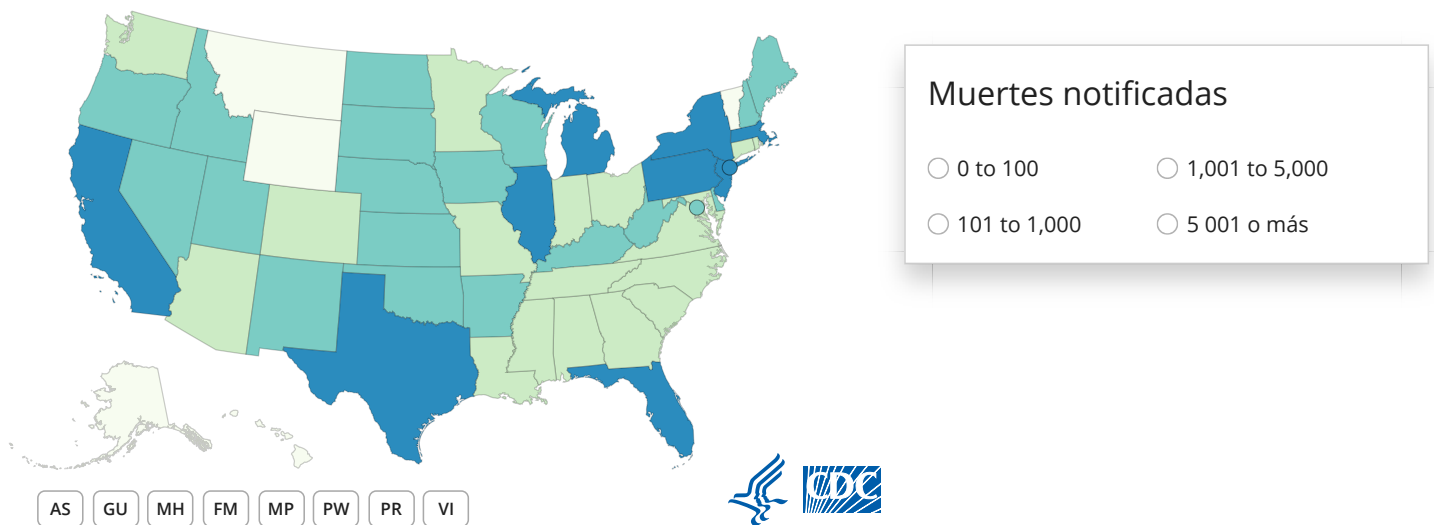 Muertes notificadas
0 to 100
1,001 to 5,000
101 to 1,000
5 001 o más
AS GU MH FM MP PW PR VI
CDC